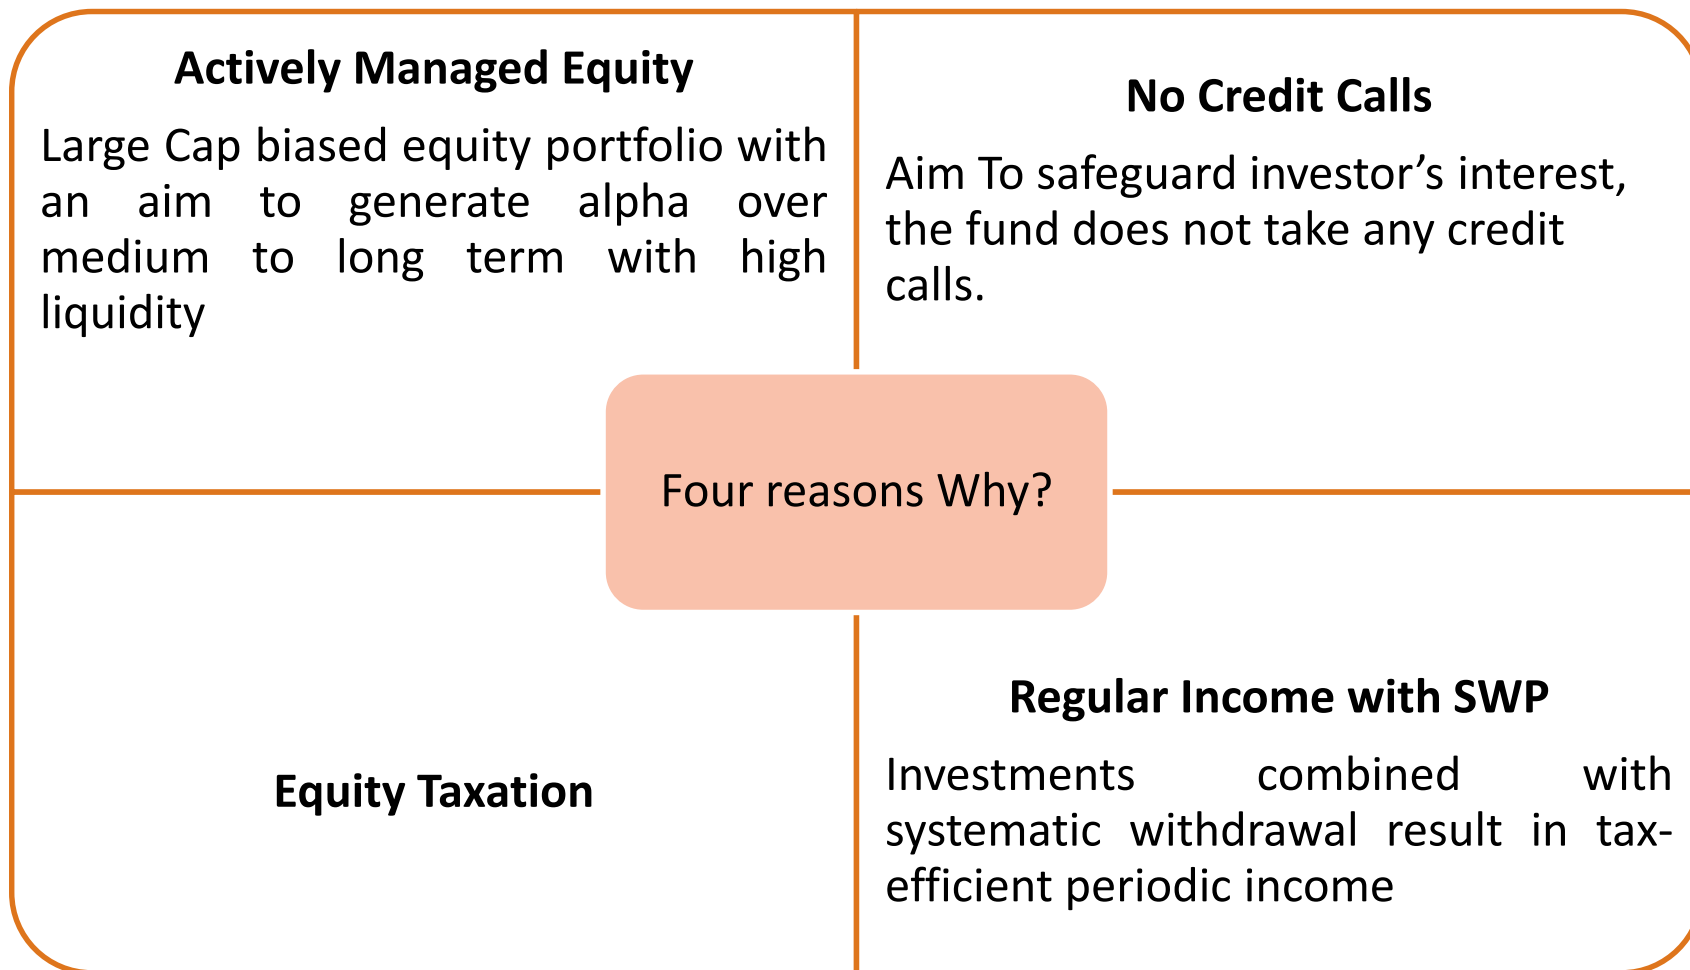 Actively Managed Equity
Large Cap biased equity portfolio with
an aim to generate alpha over
medium to long term with high
liquidity
No Credit Calls
Aim To safeguard investor’s interest,
the fund does not take any credit
calls.
Four reasons Why?
Equity Taxation
Regular Income with SWP
Investments combined with
systematic withdrawal result in tax-
efficient periodic income